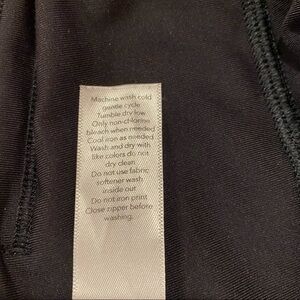 Machine wash cold
gentle cycle
Tumble dry low
Only non-chlorine
bleach when needed
Cool iron as needed
Wash and dry with
like colors do not
dry clean
Do not use fabric
softener wash
inside out
Do not iron print
Close zipper before
washing.